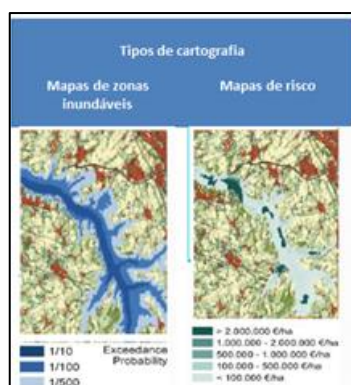 Tipos de cartografia
Mapas de zonas
inundáveis
Mapas de risco
1/10
1/100
1/500
Exceedance
Probability
> 2.000.000 €/ha
1.000.000 - 2.000.000 €/ha
500.000 - 1.000.000 €/ha
100.000 - 500.000 €/ha
< 100.000 €/ha